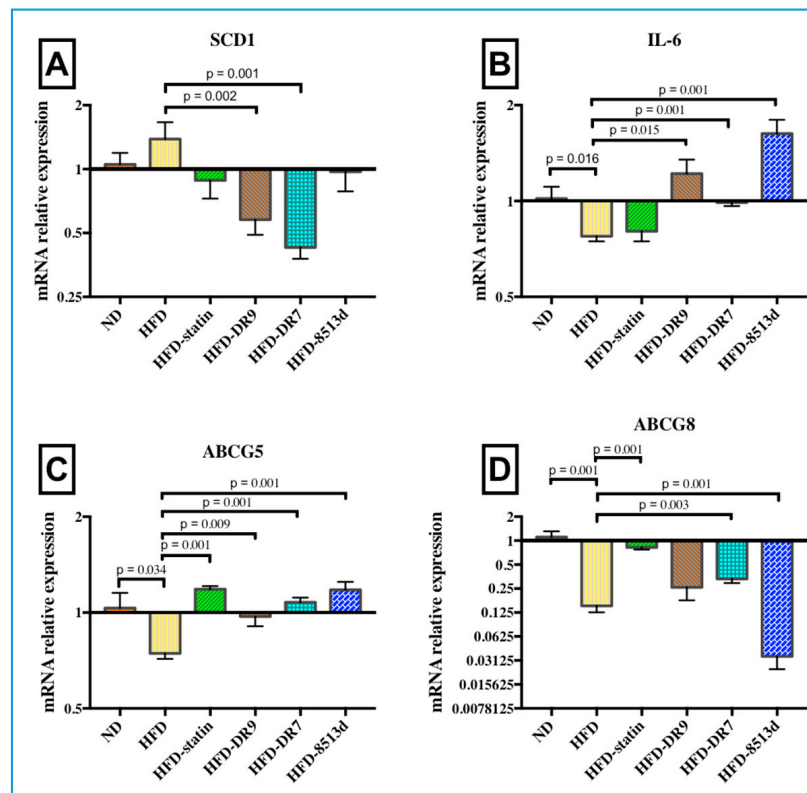 A
SCD1
p = 0.001
p = 0.002
mRNA relative expression
2
1
0.5
0.25
ND
HFD
HFD-statin
HFD-DR9
HFD-DR7
HFD-8513d
B
IL-6
p = 0.001
p = 0.001
p = 0.015
p = 0.016
mRNA relative expression
2
1
0.5
ND
HFD
HFD-statin
HFD-DR9
HFD-DR7
HFD-8513d
C
ABCG5
p = 0.001
p = 0.001
p = 0.009
p = 0.001
p = 0.034
mRNA relative expression
2
1
0.5
ND
HFD
HFD-statin
HFD-DR9
HFD-DR7
HFD-8513d
D
ABCG8
p = 0.001
p = 0.001
p = 0.001
p = 0.003
mRNA relative expression
2
1
0.5
0.25
0.125
0.0625
0.03125
0.015625
0.0078125
ND
HFD
HFD-statin
HFD-DR9
HFD-DR7
HFD-8513d